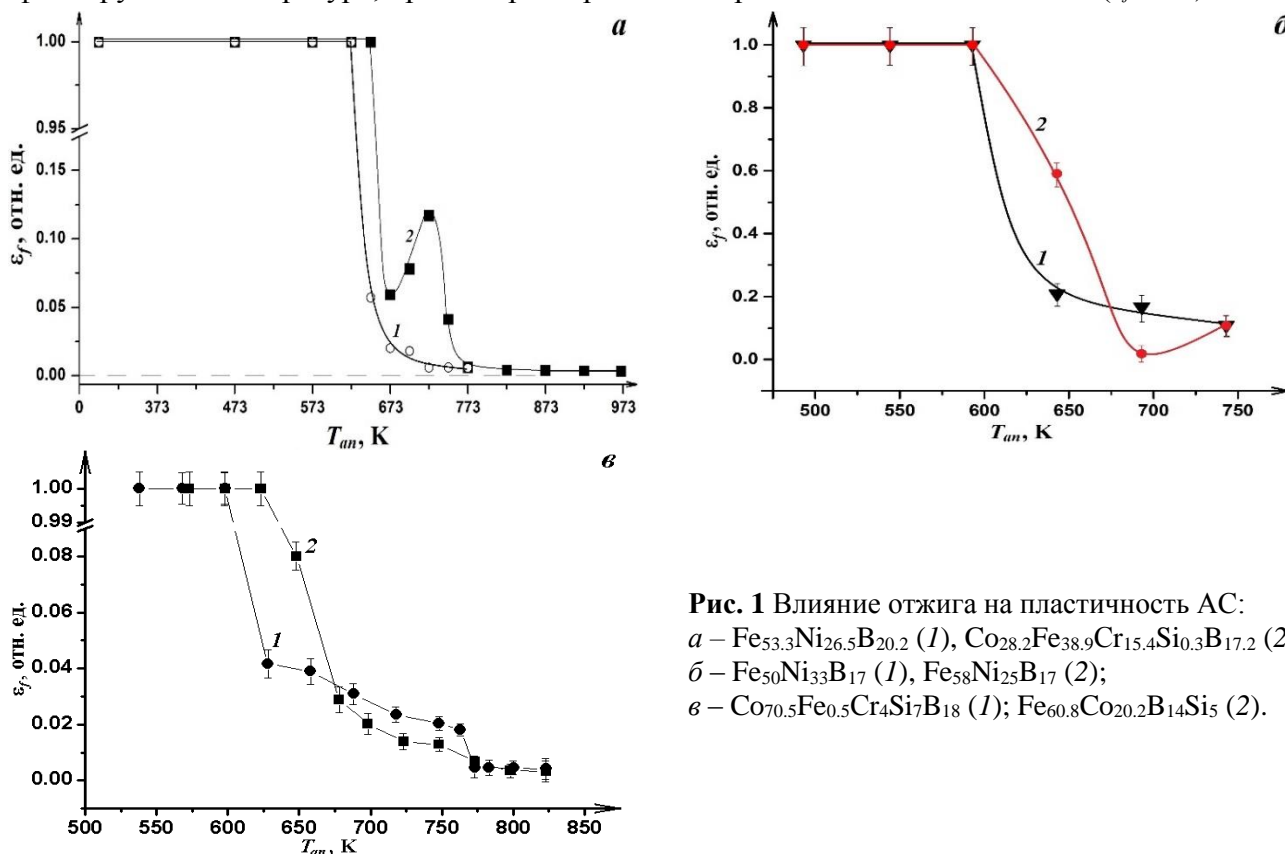 а
1.00
0.95
0.15
0.10
0.05
0.00
εf, отн. ед.
2
1
0 373 473 573 673 773 873 973
Tan, K
б
1.0
0.8
0.6
0.4
0.2
0.0
εf, отн. ед.
2
1
500 550 600 650 700 750
Tan, K
в
1.00
0.99
0.08
0.06
0.04
0.02
0.00
εf, отн. ед.
1
2
500 550 600 650 700 750 800 850
Tan, K
Рис. 1 Влияние отжига на пластичность АС:
а – Fe53.3Ni26.5B20.2 (1), Co28.2Fe38.9Cr15.4Si0.3B17.2 (2
б – Fe50Ni33B17 (1), Fe58Ni25B17 (2);
в – Co70.5Fe0.5Cr4Si7B18 (1); Fe60.8Co20.2B14Si5 (2).